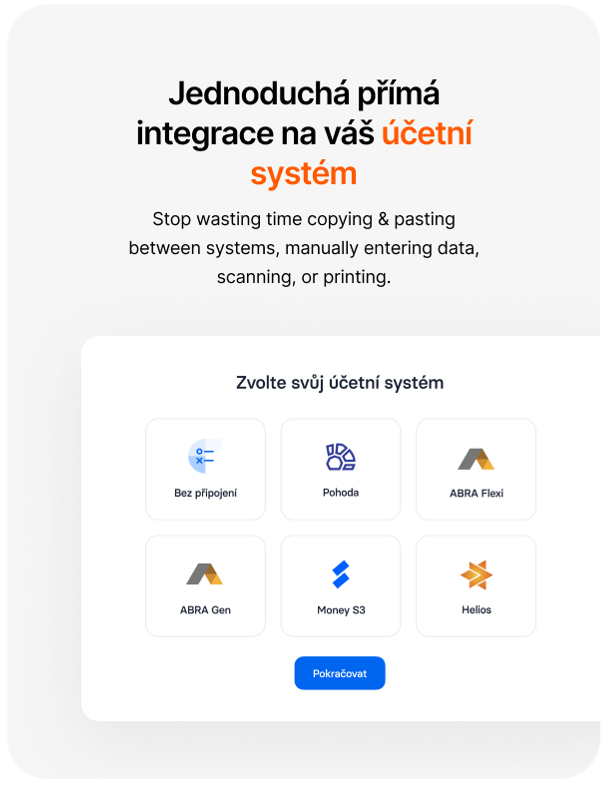 Jednoduchá přímá
integrace na váš účetní
systém
Stop wasting time copying & pasting
between systems, manually entering data,
scanning, or printing.
Zvolte svůj účetní systém
Bez připojení
Pohoda
ABRA Flexi
ABRA Gen
Money S3
Helios
Pokračovat